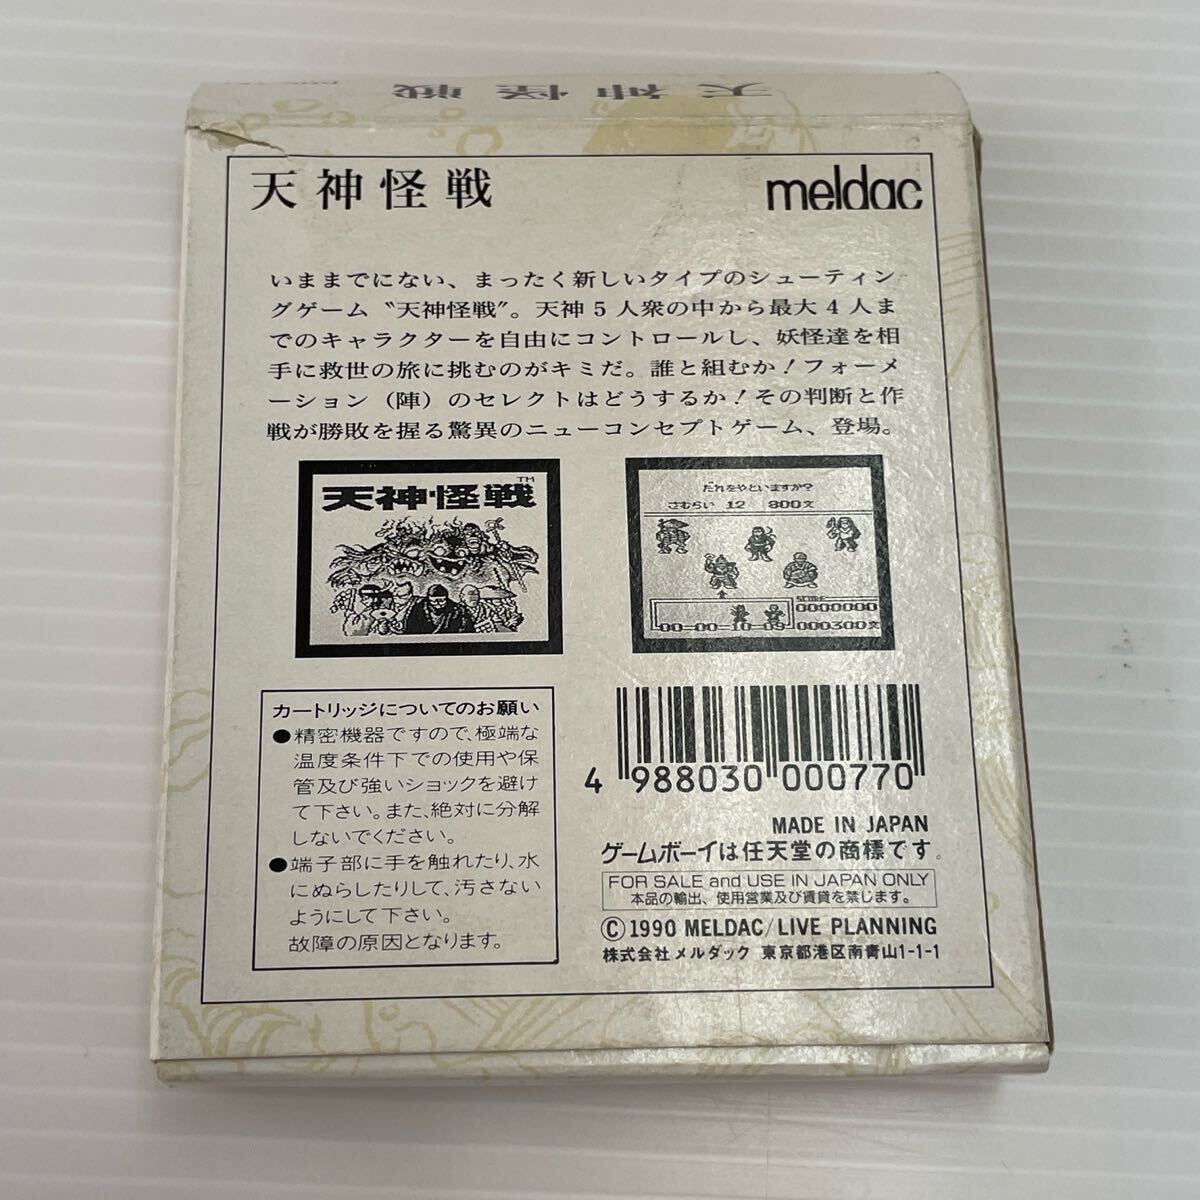 天神怪戦
天神怪戦
meldac
いままでにない、まったく新しいタイプのシューティン
グゲーム〝天神怪戦〟。天神5人衆の中から最大4人ま
でのキャラクターを自由にコントロールし、妖怪達を相
手に救世の旅に挑むのがキミだ。誰と組むか！フォーメ
ーション（陣）のセレクトはどうするか！その判断と作
戦が勝敗を握る驚異のニューコンセプトゲーム、登場。
天神怪戦™
だれをやといますか?
さむらい 12 800文
SCORE
0000000
00-00-10-09 000300文
カートリッジについてのお願い
●精密機器ですので、極端な
温度条件下での使用や保
管及び強いショックを避け
て下さい。また、絶対に分解
しないでください。
●端子部に手を触れたり、水
にぬらしたりして、汚さない
ようにして下さい。
故障の原因となります。
4 988030 000770
MADE IN JAPAN
ゲームボーイは任天堂の商標です。
FOR SALE and USE IN JAPAN ONLY
本品の輸出、使用営業及び賃貸を禁じます。
©1990 MELDAC/LIVE PLANNING
株式会社 メルダック 東京都港区南青山1-1-1